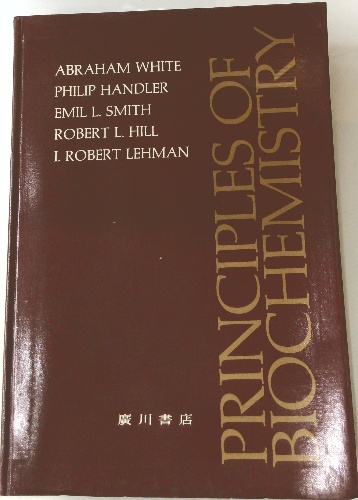 ABRAHAM WHITE
PHILIP HANDLER
EMIL L. SMITH
ROBERT L. HILL
I. ROBERT LEHMAN
PRINCIPLES OF
BIOCHEMISTRY
廣川書店